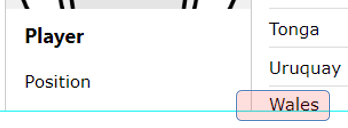 Player
Position
Tonga
Uruquay
Wales